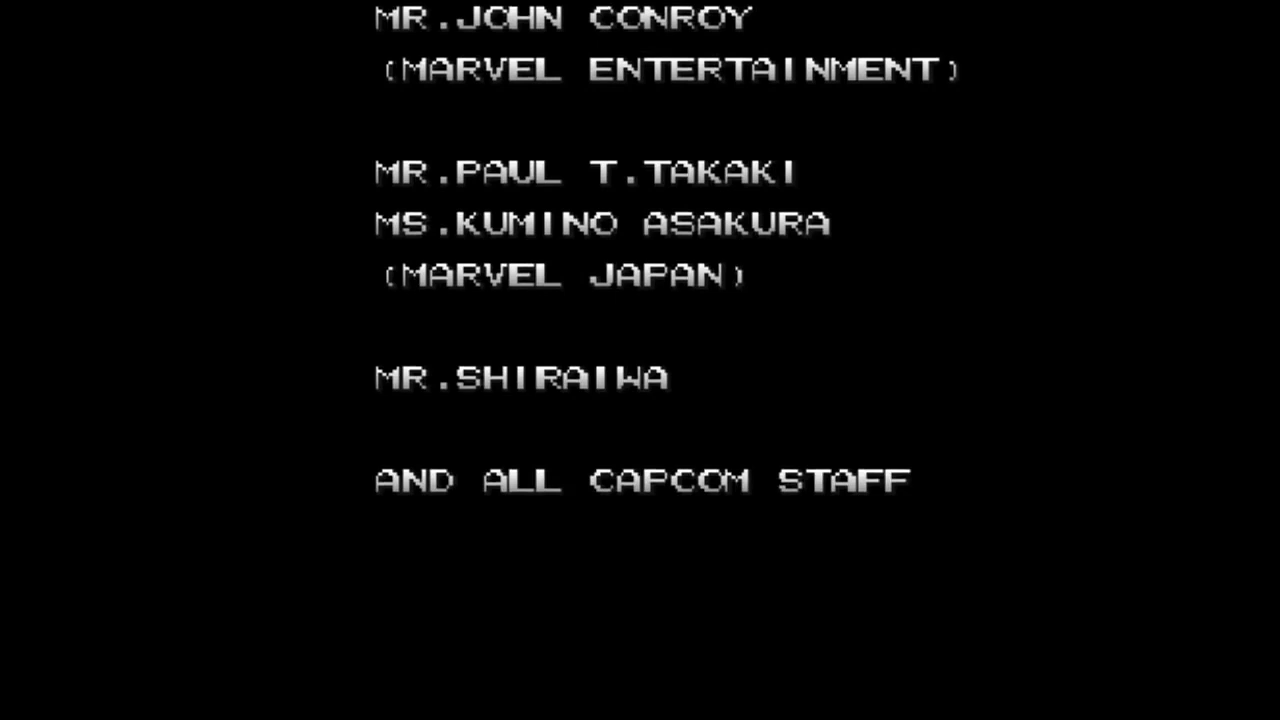 MR.JOHN CONROY
(MARVEL ENTERTAINMENT)
MR.PAUL T.TAKAKI
MS.KUMINO ASAKURA
(MARVEL JAPAN)
MR.SHIRAIWA
AND ALL CAPCOM STAFF